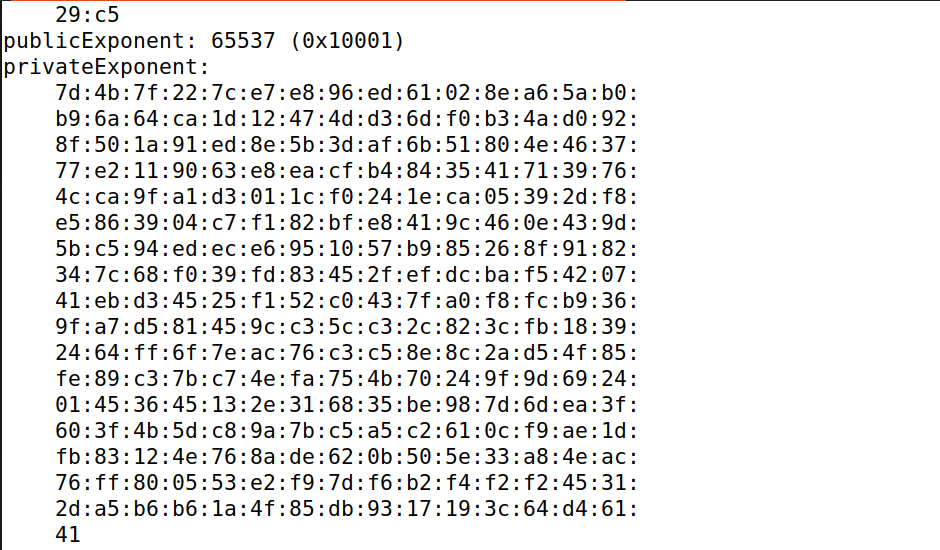 29:c5
publicExponent: 65537 (0x10001)
privateExponent:
7d:4b:7f:22:7c:e7:e8:96:ed:61:02:8e:a6:5a:b0:
b9:6a:64:ca:1d:12:47:4d:d3:6d:f0:b3:4a:d0:92:
8f:50:1a:91:ed:8e:5b:3d:af:6b:51:80:4e:46:37:
77:e2:11:90:63:e8:ea:cf:b4:84:35:41:71:39:76:
4c:ca:9f:a1:d3:01:1c:f0:24:1e:ca:05:39:2d:f8:
e5:86:39:04:c7:f1:82:bf:e8:41:9c:46:0e:43:9d:
5b:c5:94:ed:ec:e6:95:10:57:b9:85:26:8f:91:82:
34:7c:68:f0:39:fd:83:45:2f:ef:dc:ba:f5:42:07:
41:eb:d3:45:25:f1:52:c0:43:7f:a0:f8:fc:b9:36:
9f:a7:d5:81:45:9c:c3:5c:c3:2c:82:3c:fb:18:39:
24:64:ff:6f:7e:ac:76:c3:c5:8e:8c:2a:d5:4f:85:
fe:89:c3:7b:c7:4e:fa:75:4b:70:24:9f:9d:69:24:
01:45:36:45:13:2e:31:68:35:be:98:7d:6d:ea:3f:
60:3f:4b:5d:c8:9a:7b:c5:a5:c2:61:0c:f9:ae:1d:
fb:83:12:4e:76:8a:de:62:0b:50:5e:33:a8:4e:ac:
76:ff:80:05:53:e2:f9:7d:f6:b2:f4:f2:f2:45:31:
2d:a5:b6:b6:1a:4f:85:db:93:17:19:3c:64:d4:61:
41